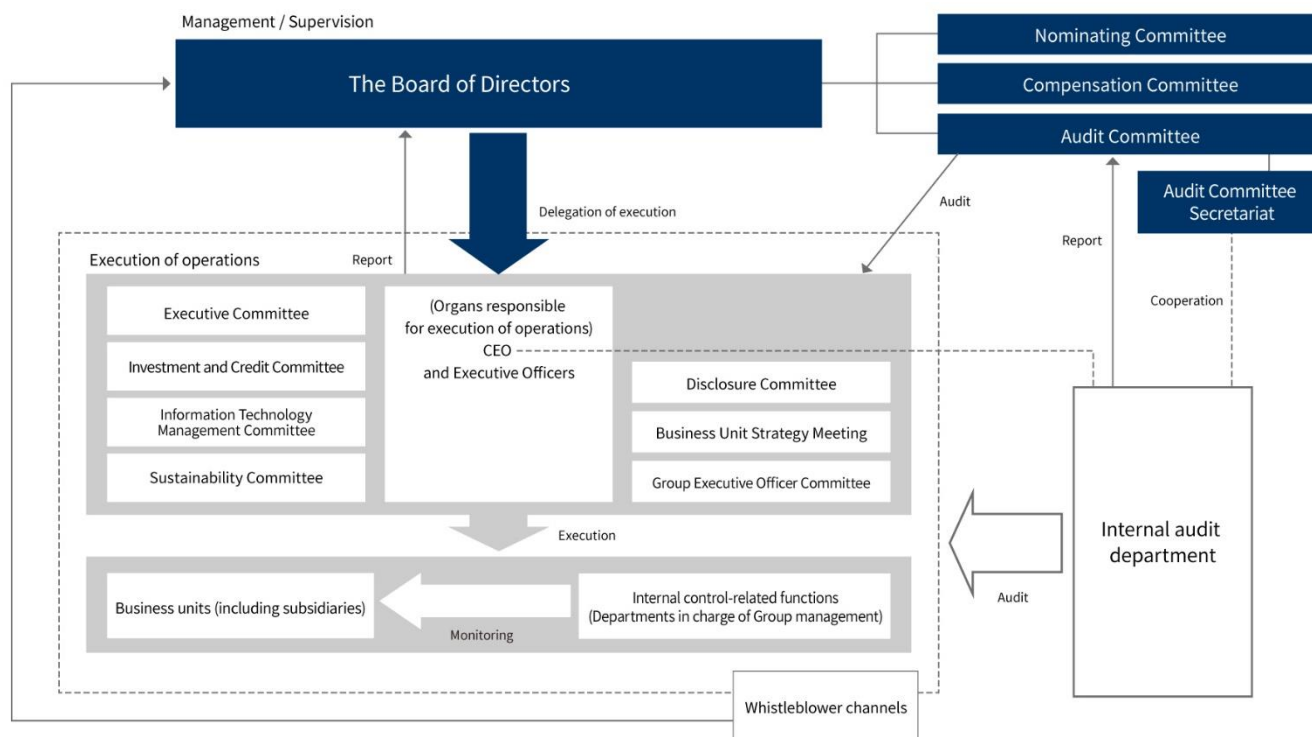 Management / Supervision
The Board of Directors
Nominating Committee
Compensation Committee
Audit Committee
Audit Committee
Secretariat
Audit
Report
Cooperation
Delegation of execution
Report
Execution of operations
Executive Committee
Investment and Credit Committee
Information Technology
Management Committee
Sustainability Committee
(Organs responsible
for execution of operations)
CEO
and Executive Officers
Disclosure Committee
Business Unit Strategy Meeting
Group Executive Officer Committee
Execution
Business units (including subsidiaries)
Monitoring
Internal control-related functions
(Departments in charge of Group management)
Audit
Internal audit
department
Whistleblower channels